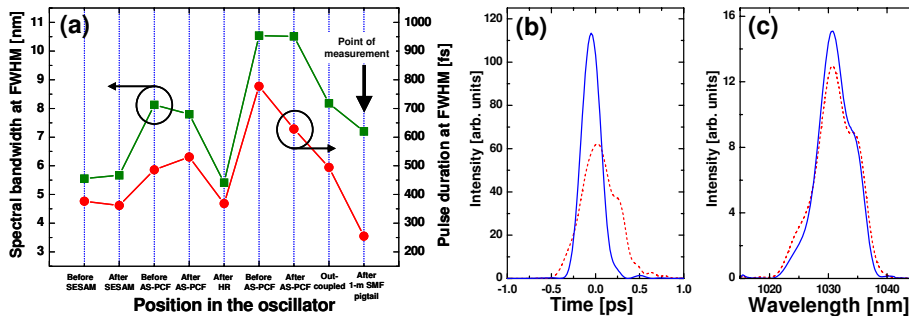 (a)
Spectral bandwidth at FWHM [nm]
11
10
9
8
7
6
5
4
3
Point of
measurement
1000
900
800
700
600
500
400
300
200
Pulse duration at FWHM [fs]
Before SESAM
After SESAM
Before AS-PCF
After AS-PCF
After HR
Before AS-PCF
After AS-PCF
Out-coupled
After 1-m SMF pigtail
Position in the oscillator
(b)
Intensity [arb. units]
120
100
80
60
40
20
0
-1.0 -0.5 0.0 0.5 1.0
Time [ps]
(c)
Intensity [arb. units]
16
12
8
4
0
1020 1030 1040
Wavelength [nm]